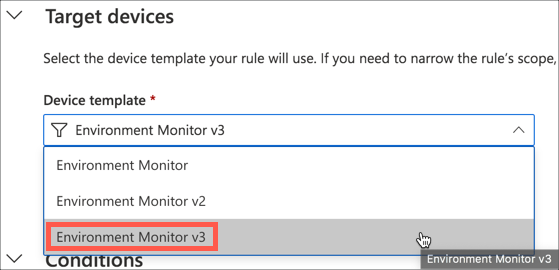 Target devices
Select the device template your rule will use. If you need to narrow the rule's scope,
Device template *
Environment Monitor v3
Environment Monitor
Environment Monitor v2
Environment Monitor v3
Environment Monitor v3
Conditions